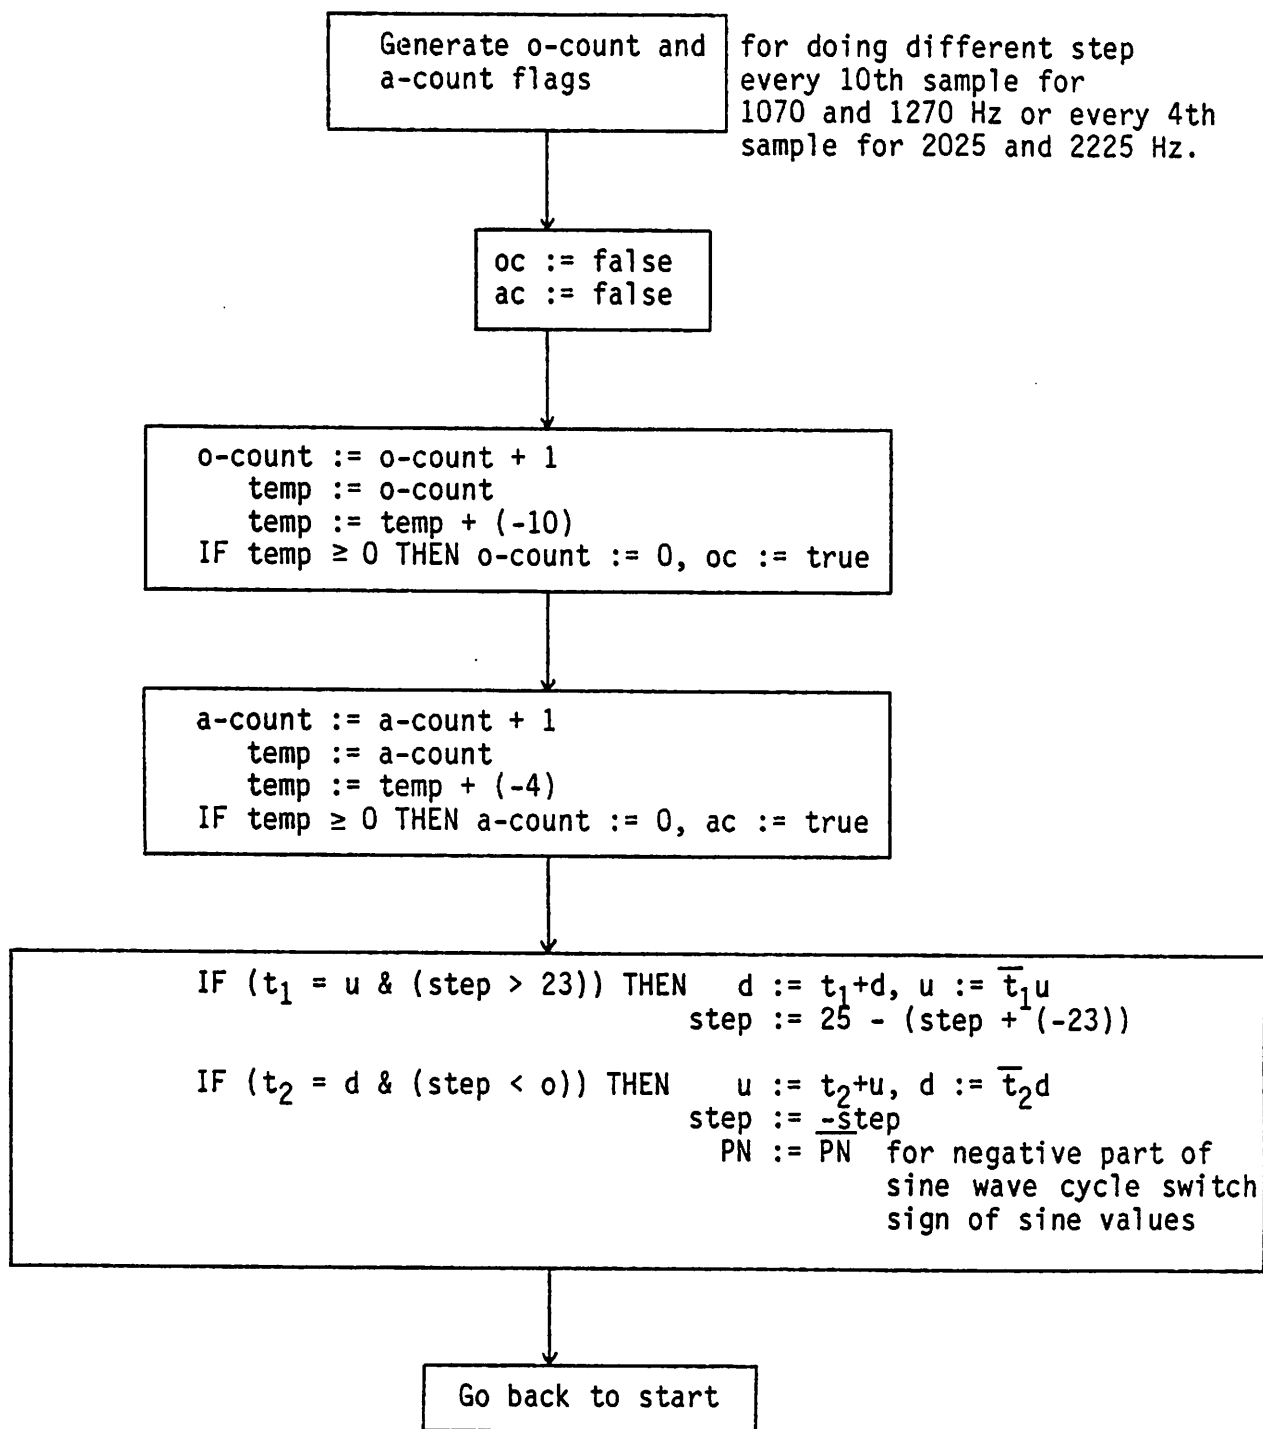 Generate o-count and
a-count flags
for doing different step
every 10th sample for
1070 and 1270 Hz or every 4th
sample for 2025 and 2225 Hz.
oc := false
ac := false
o-count := o-count + 1
temp := o-count
temp := temp + (-10)
IF temp ≥ 0 THEN o-count := 0, oc := true
a-count := a-count + 1
temp := a-count
temp := temp + (-4)
IF temp ≥ 0 THEN a-count := 0, ac := true
IF (t₁ = u & (step > 23)) THEN d := t₁+d, u := t̅₁u
step := 25 - (step + (-23))
IF (t₂ = d & (step < o)) THEN u := t₂+u, d := t̅₂d
step := -step
PN := P̅N̅ for negative part of
sine wave cycle switch
sign of sine values
Go back to start